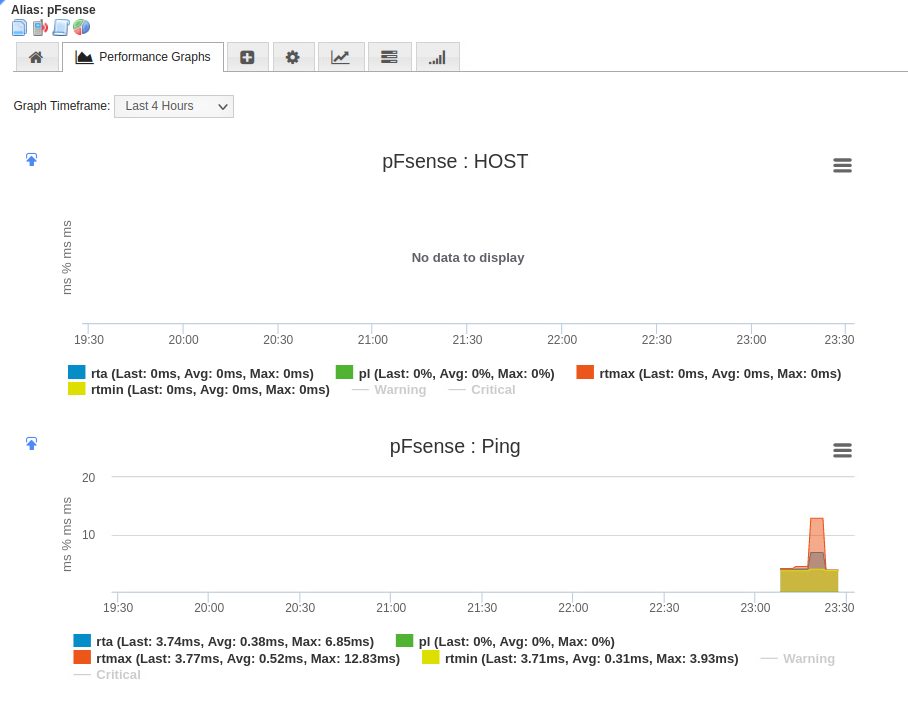 Alias: pFsense
Performance Graphs
Graph Timeframe: Last 4 Hours
pFsense : HOST
ms % ms ms
No data to display
19:30 20:00 20:30 21:00 21:30 22:00 22:30 23:00 23:30
rta (Last: 0ms, Avg: 0ms, Max: 0ms) pl (Last: 0%, Avg: 0%, Max: 0%) rtmax (Last: 0ms, Avg: 0ms, Max: 0ms)
rtmin (Last: 0ms, Avg: 0ms, Max: 0ms) Warning Critical
pFsense : Ping
20
10
ms % ms ms
19:30 20:00 20:30 21:00 21:30 22:00 22:30 23:00 23:30
rta (Last: 3.74ms, Avg: 0.38ms, Max: 6.85ms) pl (Last: 0%, Avg: 0%, Max: 0%)
rtmax (Last: 3.77ms, Avg: 0.52ms, Max: 12.83ms) rtmin (Last: 3.71ms, Avg: 0.31ms, Max: 3.93ms) Warning
Critical